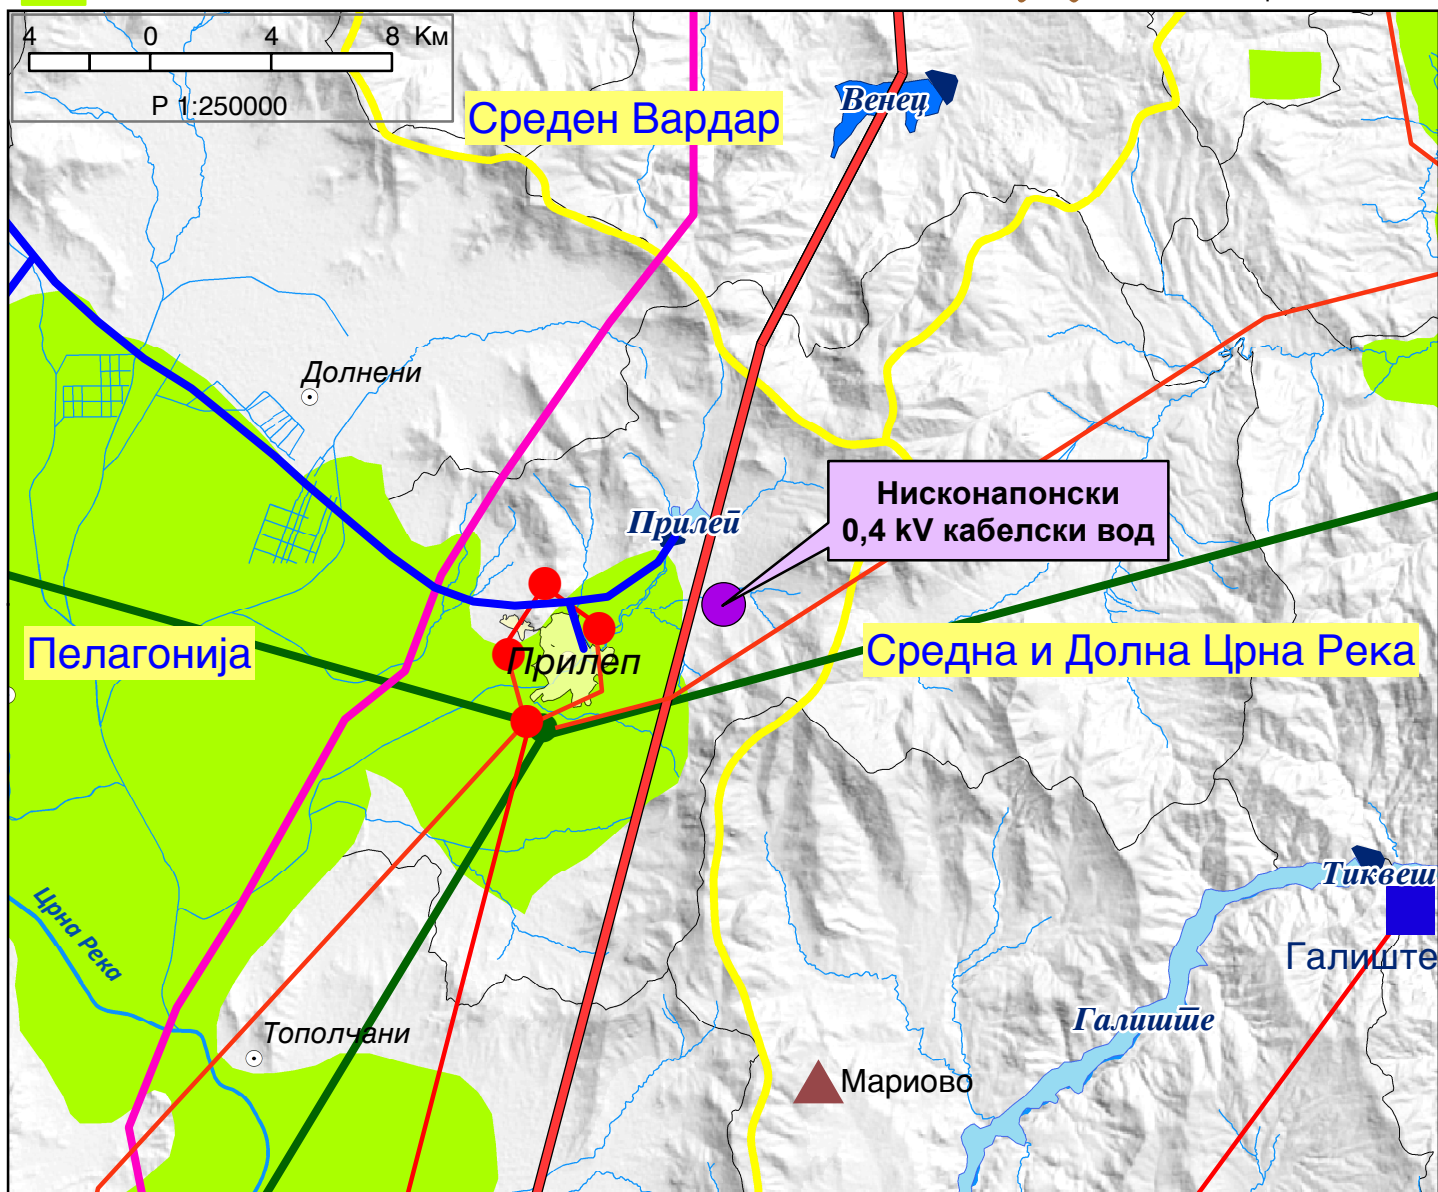 4 0 4 8 Км
Р 1:250000
Среден Вардар
Венец
Долнени
Нисконапонски
0,4 kV кабелски вод
Прилеп
Прилеп
Пелагонија
Средна и Долна Црна Река
Тиквеш
Црна Река
Галиште
Галиште
Тополчани
Мариово